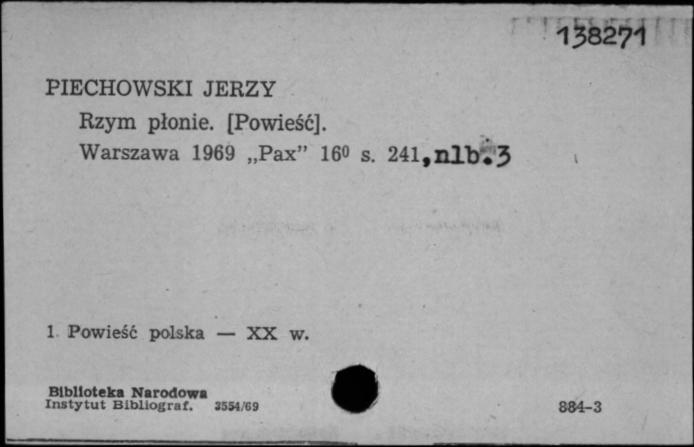 138271
PIECHOWSKI JERZY
Rzym płonie. [Powieść].
Warszawa 1969 „Pax” 16⁰ s. 241, nlb. 3
1. Powieść polska — XX w.
Biblioteka Narodowa
Instytut Bibliograf. 3554/69
884-3